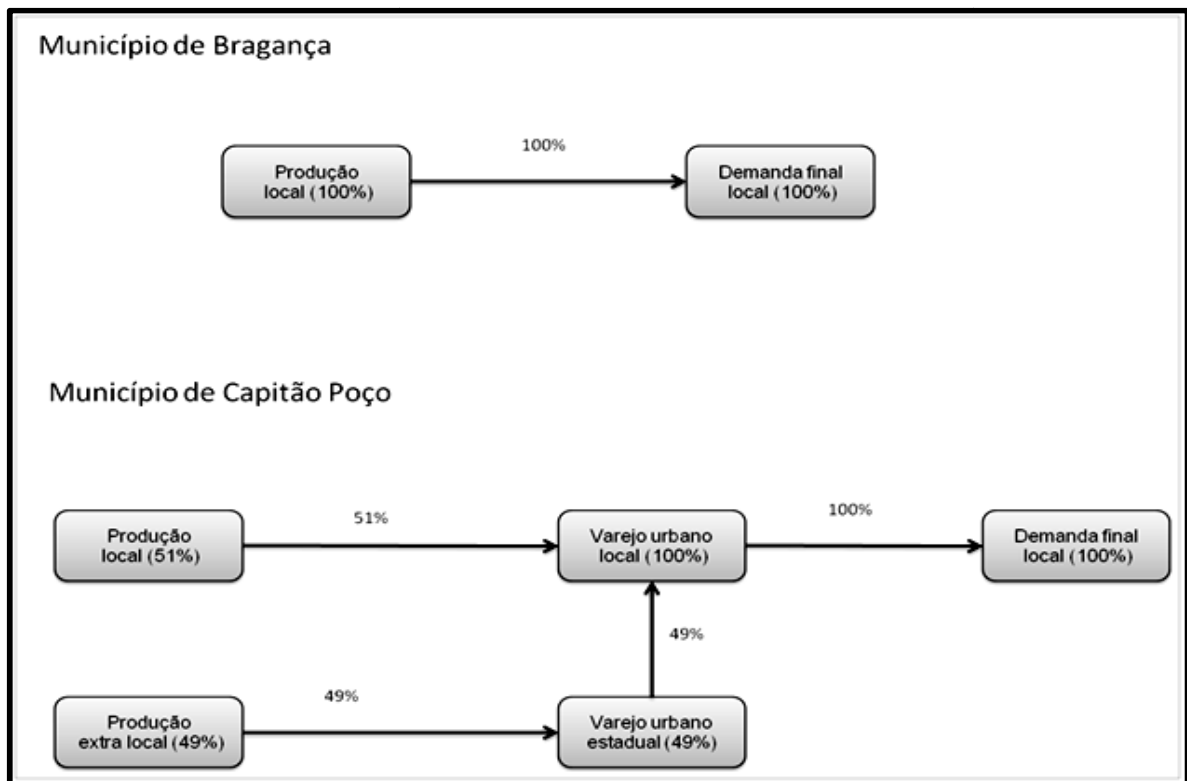 Município de Bragança
100%
Produção
local (100%)
Demanda final
local (100%)
Município de Capitão Poço
51%
100%
Produção
local (51%)
Varejo urbano
local (100%)
Demanda final
local (100%)
49%
49%
Produção
extra local (49%)
Varejo urbano
estadual (49%)